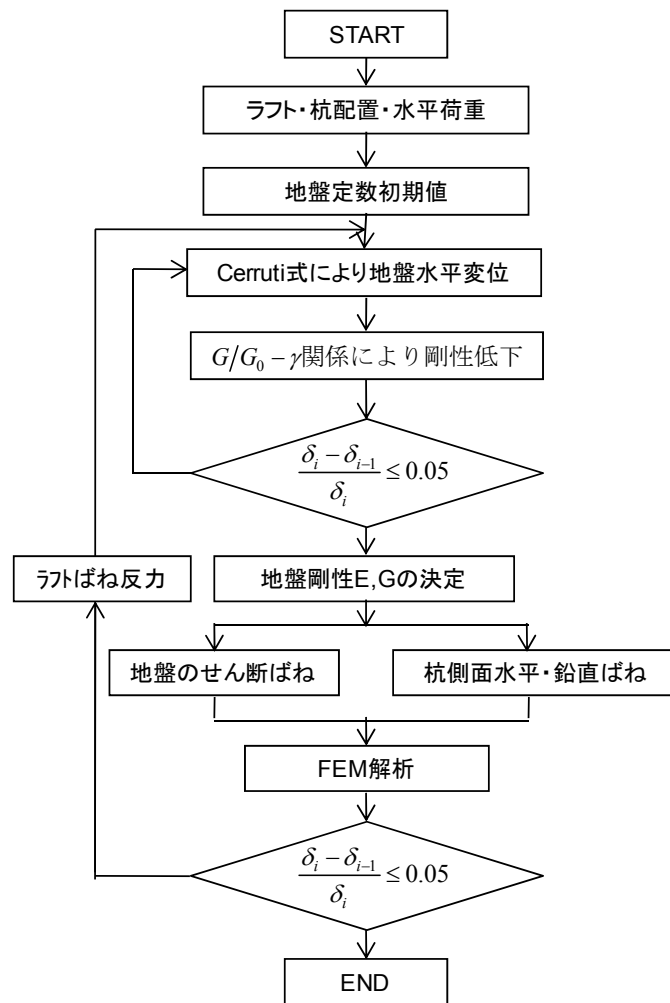 START
ラフト・杭配置・水平荷重
地盤定数初期値
Cerruti式により地盤水平変位
G/G₀－γ関係により剛性低下
(δᵢ－δᵢ₋₁)/δᵢ ≤ 0.05
ラフトばね反力
地盤剛性E,Gの決定
地盤のせん断ばね
杭側面水平・鉛直ばね
FEM解析
(δᵢ－δᵢ₋₁)/δᵢ ≤ 0.05
END